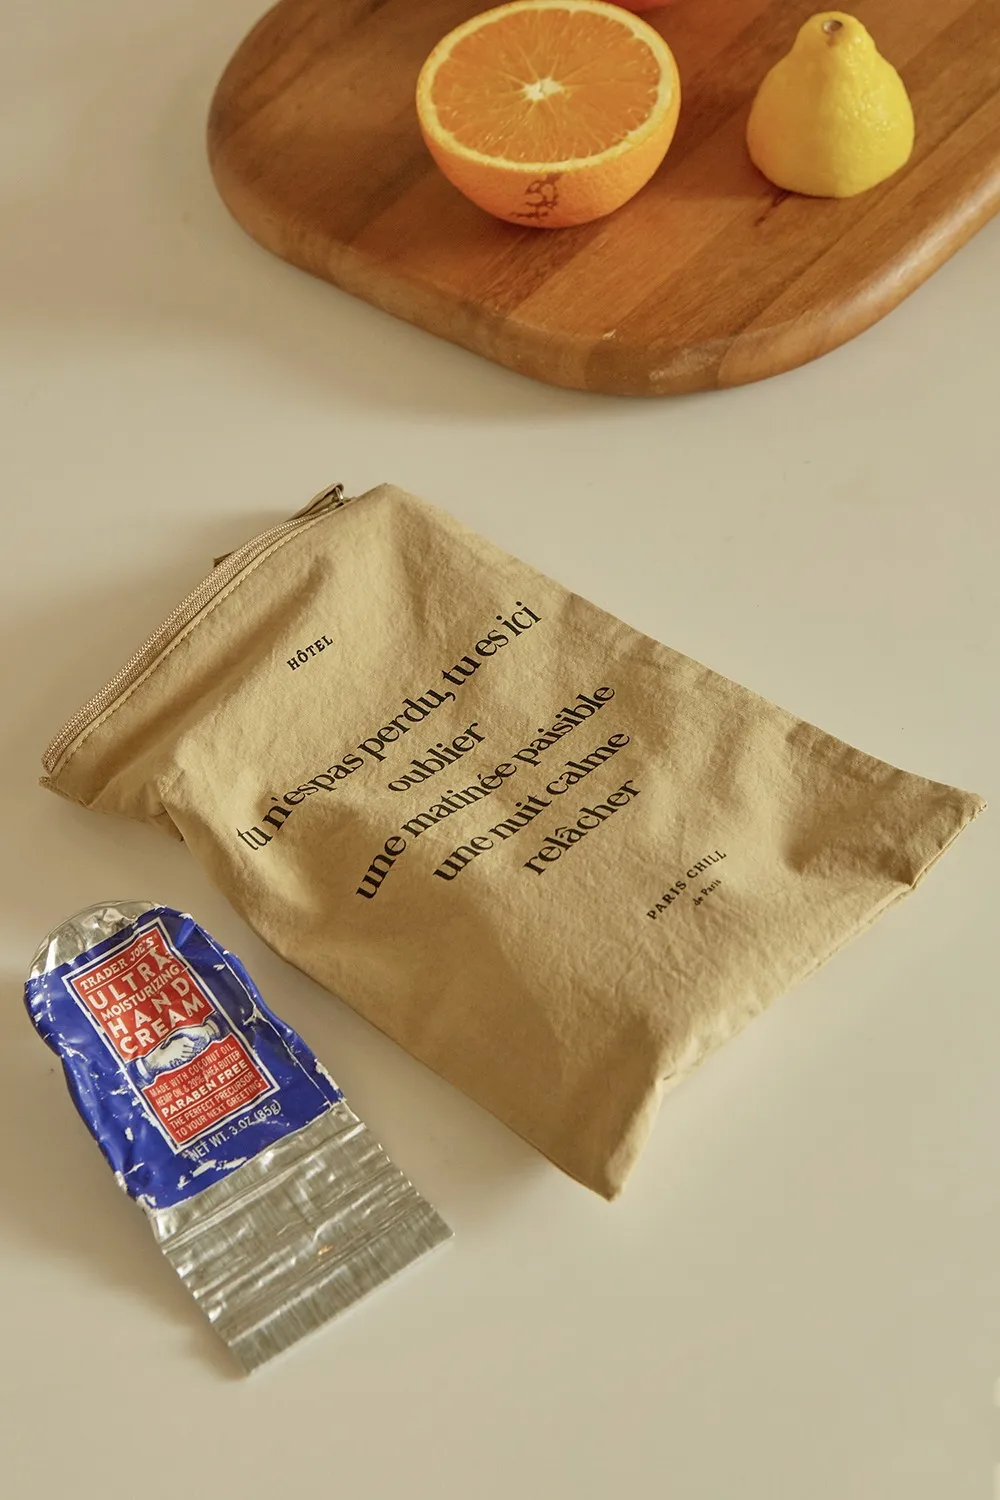 HÔTEL
tu n'espas perdu, tu es ici
oublier
une matinée paisible
une nuit calme
relâcher
PARIS CHILL
de Paris
TRADER JOE'S
ULTRA
MOISTURIZING
HAND
CREAM
MADE WITH COCONUT OIL,
HEMP OIL & 20% SHEA BUTTER
PARABEN FREE
THE PERFECT PRECURSOR
TO YOUR NEXT GREETING
NET WT. 3 OZ (85g)